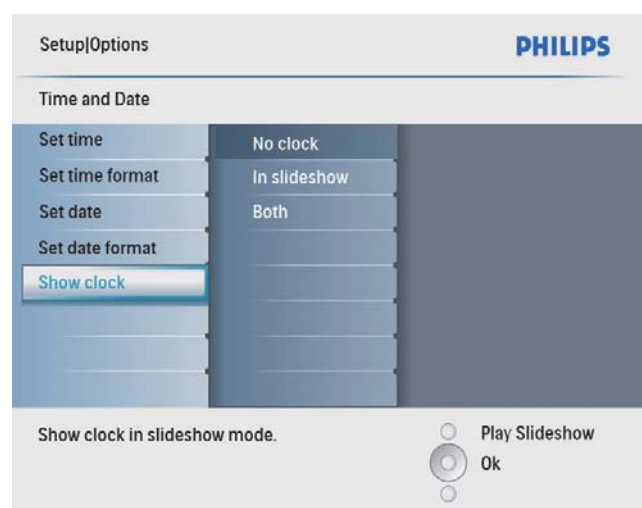 Setup|Options
PHILIPS
Time and Date
Set time
Set time format
Set date
Set date format
Show clock
No clock
In slideshow
Both
Show clock in slideshow mode.
Play Slideshow
Ok